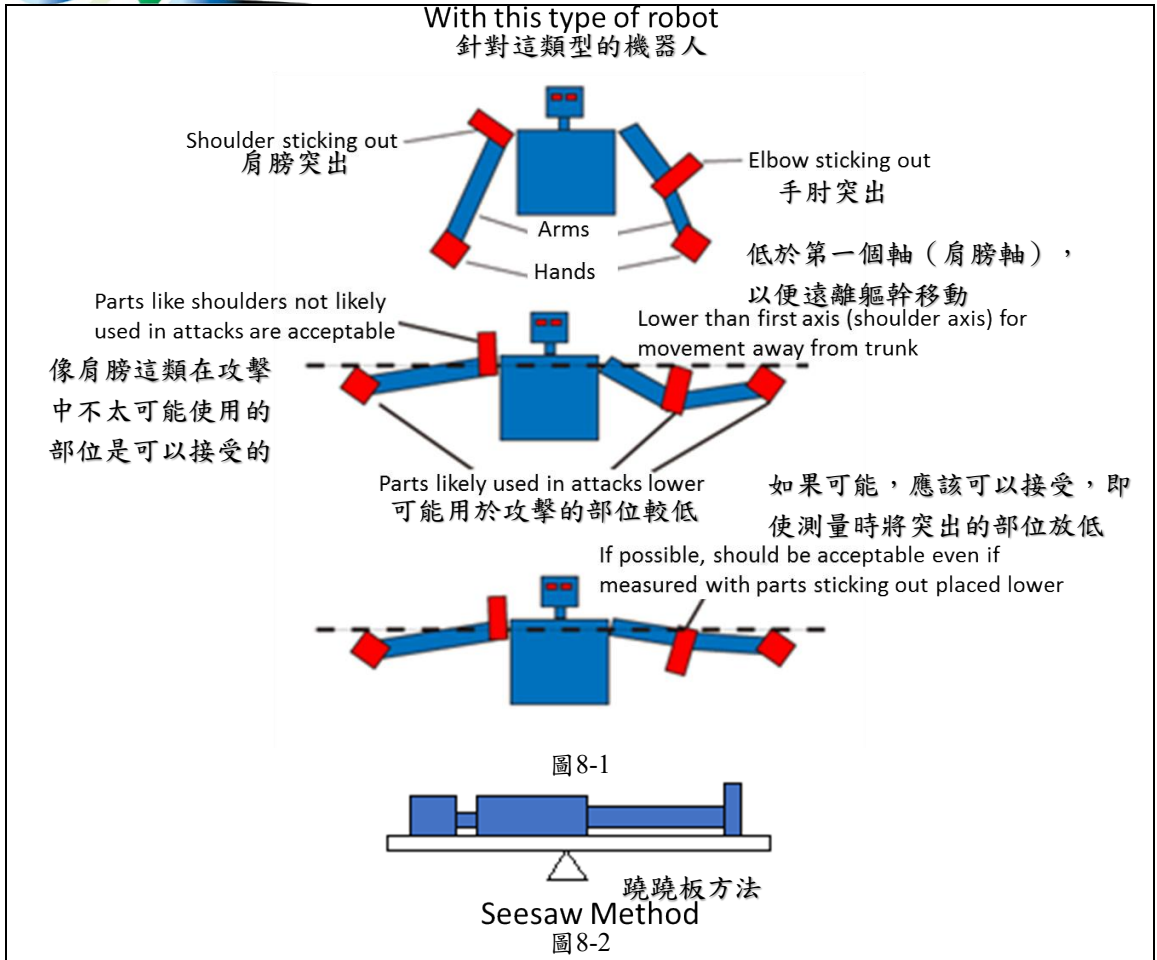 With this type of robot
針對這類型的機器人
Shoulder sticking out
肩膀突出
Elbow sticking out
手肘突出
Arms
Hands
低於第一個軸（肩膀軸），
以便遠離軀幹移動
Parts like shoulders not likely
used in attacks are acceptable
Lower than first axis (shoulder axis) for
movement away from trunk
像肩膀這類在攻擊
中不太可能使用的
部位是可以接受的
Parts likely used in attacks lower
可能用於攻擊的部位較低
如果可能，應該可以接受，即
使測量時將突出的部位放低
If possible, should be acceptable even if
measured with parts sticking out placed lower
圖8-1
蹺蹺板方法
Seesaw Method
圖8-2